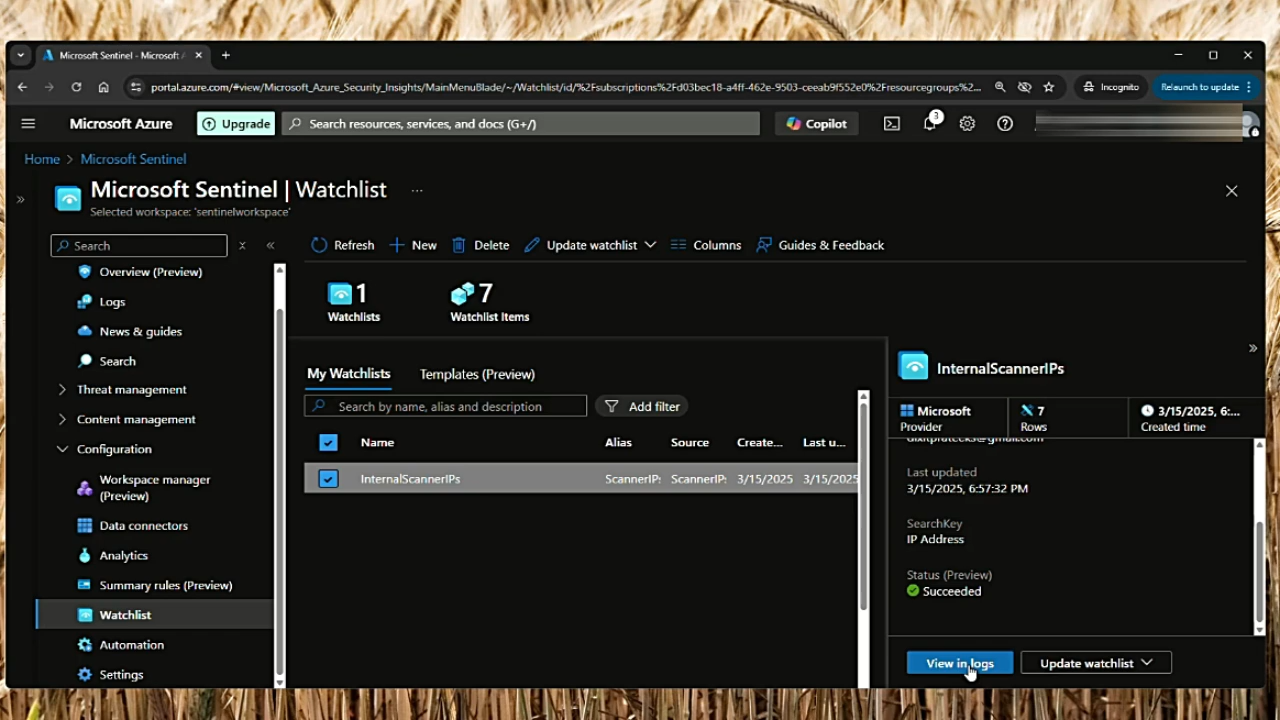 Microsoft Sentinel - Microsoft A
portal.azure.com/#view/Microsoft_Azure_Security_Insights/MainMenuBlade/~/Watchlist/id/%2Fsubscriptions%2Fd03bec18-a4ff-462e-9503-ceeab9f552e0%2Fresourcegroups%2...
Incognito
Relaunch to update
Microsoft Azure
Upgrade
Search resources, services, and docs (G+/)
Copilot
3
Home > Microsoft Sentinel
Microsoft Sentinel | Watchlist ...
Selected workspace: 'sentinelworkspace'
Search
Refresh
New
Delete
Update watchlist
Columns
Guides & Feedback
Overview (Preview)
Logs
News & guides
Search
Threat management
Content management
Configuration
Workspace manager
(Preview)
Data connectors
Analytics
Summary rules (Preview)
Watchlist
Automation
Settings
1
Watchlists
7
Watchlist Items
My Watchlists
Templates (Preview)
Search by name, alias and description
Add filter
Name Alias Source Create... Last u...
InternalScannerIPs ScannerIP: ScannerIP: 3/15/2025 3/15/2025
InternalScannerIPs
Microsoft
Provider
7
Rows
3/15/2025, 6:...
Created time
Last updated
3/15/2025, 6:57:32 PM
SearchKey
IP Address
Status (Preview)
Succeeded
View in logs
Update watchlist